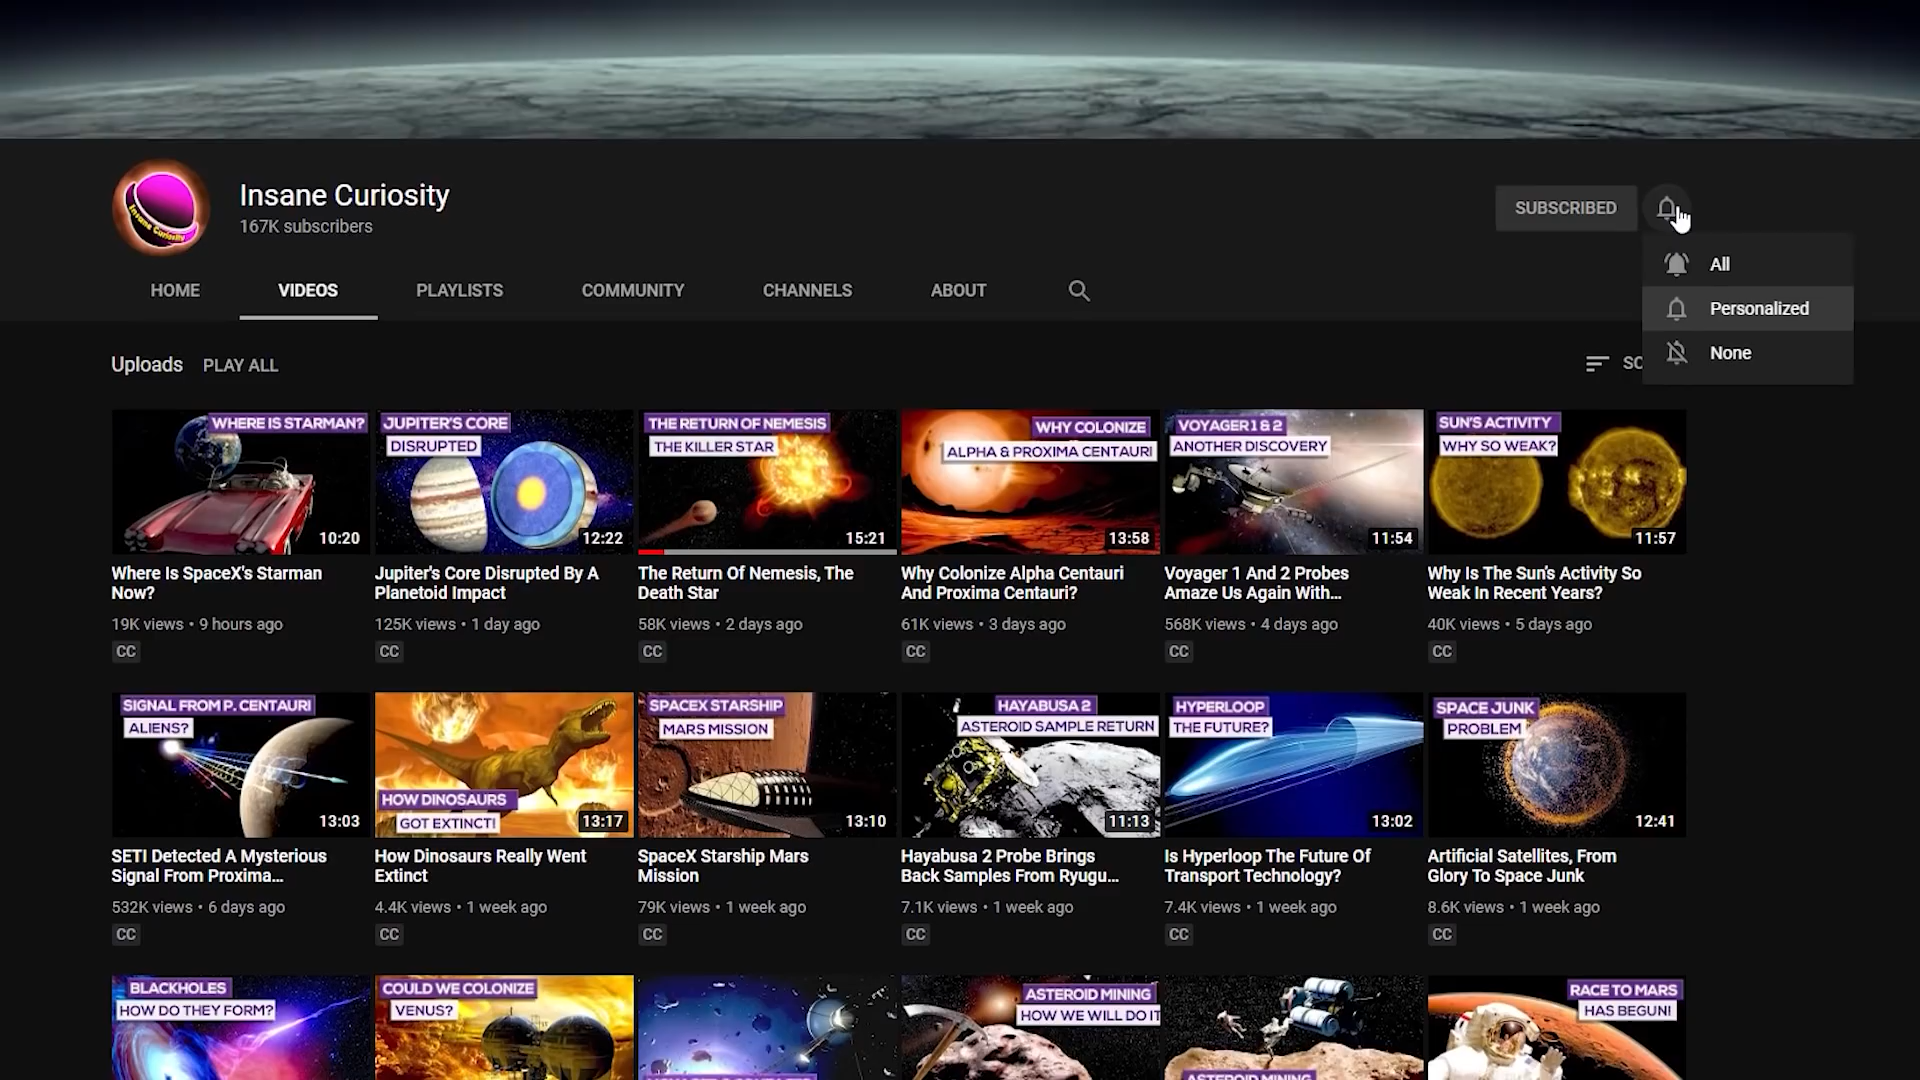 Insane Curiosity
Insane Curiosity
167K subscribers
SUBSCRIBED
All
Personalized
None
HOME VIDEOS PLAYLISTS COMMUNITY CHANNELS ABOUT
Uploads PLAY ALL
WHERE IS STARMAN?
10:20
Where Is SpaceX's Starman
Now?
19K views • 9 hours ago
CC
JUPITER'S CORE
DISRUPTED
12:22
Jupiter's Core Disrupted By A
Planetoid Impact
125K views • 1 day ago
CC
THE RETURN OF NEMESIS
THE KILLER STAR
15:21
The Return Of Nemesis, The
Death Star
58K views • 2 days ago
CC
WHY COLONIZE
ALPHA & PROXIMA CENTAURI
13:58
Why Colonize Alpha Centauri
And Proxima Centauri?
61K views • 3 days ago
CC
VOYAGER 1 & 2
ANOTHER DISCOVERY
11:54
Voyager 1 And 2 Probes
Amaze Us Again With...
568K views • 4 days ago
CC
SUN'S ACTIVITY
WHY SO WEAK?
11:57
Why Is The Sun's Activity So
Weak In Recent Years?
40K views • 5 days ago
CC
SIGNAL FROM P. CENTAURI
ALIENS?
13:03
SETI Detected A Mysterious
Signal From Proxima...
532K views • 6 days ago
CC
HOW DINOSAURS
GOT EXTINCT!
13:17
How Dinosaurs Really Went
Extinct
4.4K views • 1 week ago
CC
SPACEX STARSHIP
MARS MISSION
13:10
SpaceX Starship Mars
Mission
79K views • 1 week ago
CC
HAYABUSA 2
ASTEROID SAMPLE RETURN
11:13
Hayabusa 2 Probe Brings
Back Samples From Ryugu...
7.1K views • 1 week ago
CC
HYPERLOOP
THE FUTURE?
13:02
Is Hyperloop The Future Of
Transport Technology?
7.4K views • 1 week ago
CC
SPACE JUNK
PROBLEM
12:41
Artificial Satellites, From
Glory To Space Junk
8.6K views • 1 week ago
CC
BLACKHOLES
HOW DO THEY FORM?
COULD WE COLONIZE
VENUS?
ASTEROID MINING
HOW WE WILL DO IT
ASTEROID MINING
RACE TO MARS
HAS BEGUN!